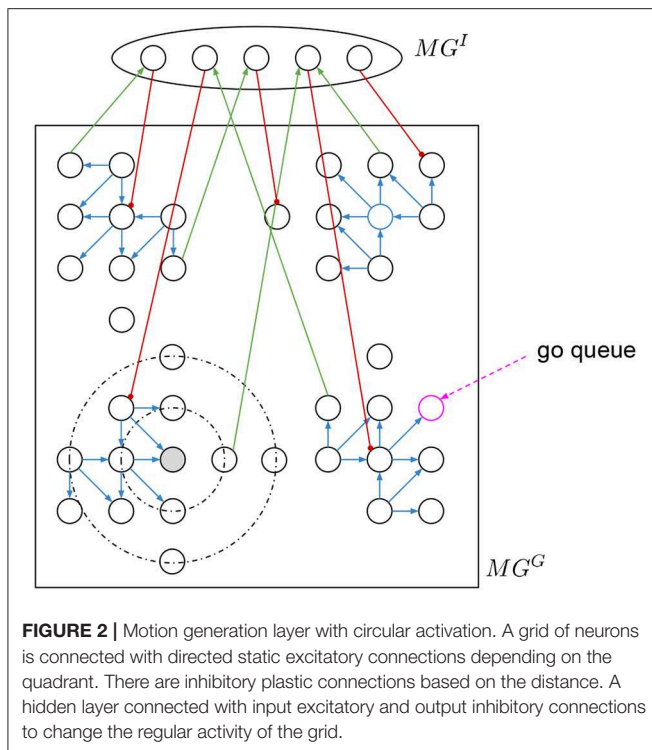 MG^I
go queue
MG^G
FIGURE 2 | Motion generation layer with circular activation. A grid of neurons
is connected with directed static excitatory connections depending on the
quadrant. There are inhibitory plastic connections based on the distance. A
hidden layer connected with input excitatory and output inhibitory connections
to change the regular activity of the grid.